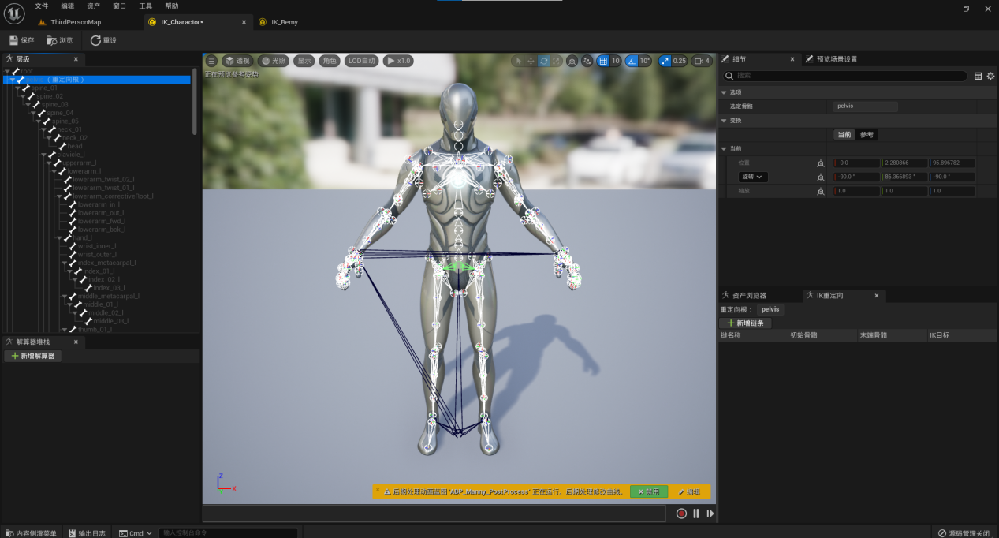 文件 编辑 资产 窗口 工具 帮助
ThirdPersonMap IK_Charactor* IK_Remy
保存 浏览 重设
层级
root
(重定向根)
spine_01
spine_02
spine_03
spine_04
spine_05
neck_01
neck_02
head
clavicle_l
upperarm_l
lowerarm_l
lowerarm_twist_02_l
lowerarm_twist_01_l
lowerarm_correctiveRoot_l
lowerarm_in_l
lowerarm_out_l
lowerarm_fwd_l
lowerarm_bck_l
hand_l
wrist_inner_l
wrist_outer_l
index_metacarpal_l
index_01_l
index_02_l
index_03_l
middle_metacarpal_l
middle_01_l
middle_02_l
middle_03_l
thumb_01_l
解算器堆栈
新增解算器
透视 光照 显示 角色 LOD自动 x1.0 10 10° 0.25 4
正在预览参考姿势
Z
X
后期处理动画蓝图 'ABP_Manny_PostProcess' 正在运行。后期处理修改曲线。 禁用 编辑
细节 预览场景设置
搜索
选项
选定骨骼 pelvis
变换
当前 参考
当前
位置 -0.0 2.280866 95.896782
旋转 -90.0 ° 86.366893 ° -90.0 °
缩放 1.0 1.0 1.0
资产浏览器 IK重定向
重定向根: pelvis
新增链条
链名称 初始骨骼 末端骨骼 IK目标
内容侧滑菜单 输出日志 Cmd 输入控制台命令 源码管理关闭